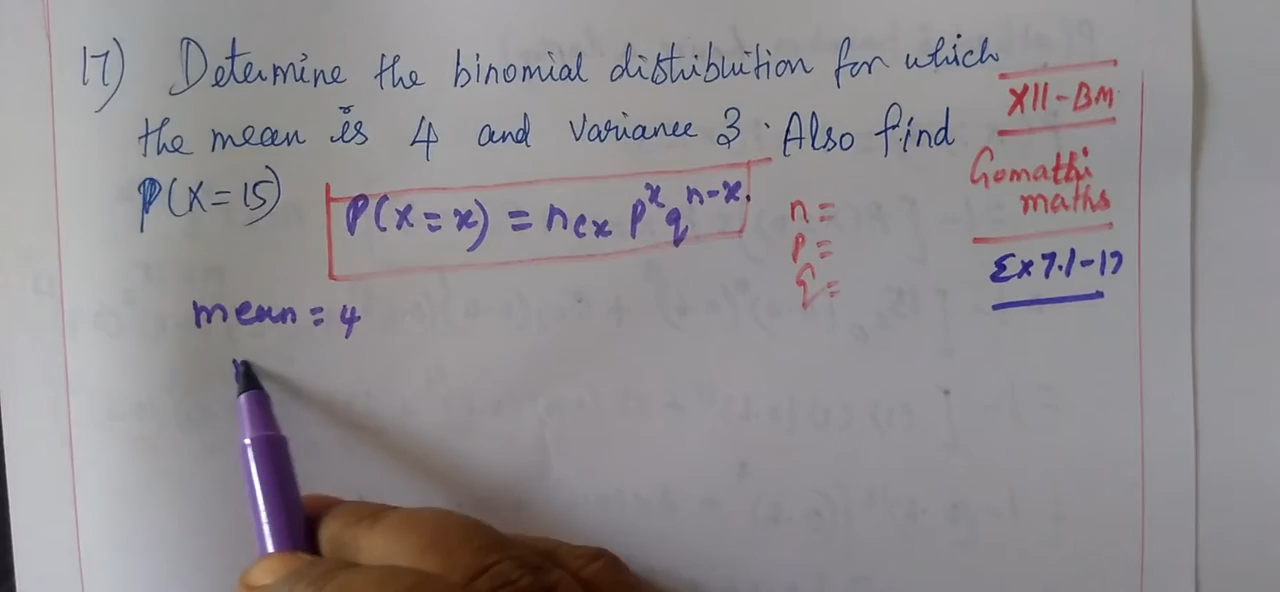 17) Determine the binomial distribiution for which
the mean is 4 and variance 3. Also find
P(X=15)
P(X=x) = ncx p^x q^n-x.
n=
p=
q=
XII-BM
Gomathi
maths
Ex 7.1-17
mean = 4